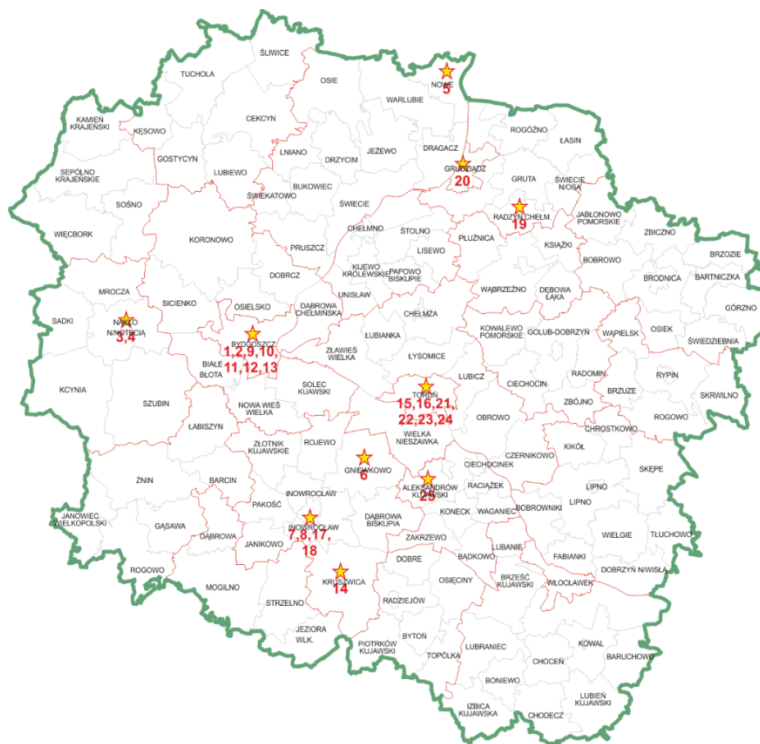 ŚLIWICE
TUCHOLA
OSIE
NOWE
5
WARLUBIE
KAMIEŃ
KRAJEŃSKI
CEKCYN
KĘSOWO
ROGÓŹNO
ŁASIN
DRAGACZ
JEŻEWO
LNIANO
DRZYCIM
GOSTYCYN
GRUDZIĄDZ
20
SĘPÓLNO
KRAJEŃSKIE
LUBIEWO
GRUTA
ŚWIECIE
N/OSĄ
BUKOWIEC
ŚWIEKATOWO
SOŚNO
ŚWIECIE
RADZYŃ CHEŁM.
19
JABŁONOWO
POMORSKIE
WIĘCBORK
KORONOWO
CHEŁMNO
STOLNO
PŁUŻNICA
KSIĄŻKI
ZBICZNO
PRUSZCZ
LISEWO
BOBROWO
BRZOZIE
KIJEWO
KRÓLEWSKIE
PAPOWO
BISKUPIE
DOBRCZ
BRODNICA
BARTNICZKA
MROCZA
WĄBRZEŹNO
DĘBOWA
ŁĄKA
UNISŁAW
SICIENKO
OSIELSKO
DĄBROWA
CHEŁMIŃSKA
GÓRZNO
SADKI
NAKŁO
N/NOTECIĄ
3,4
CHEŁMŻA
KOWALEWO
POMORSKIE
GOLUB-DOBRZYŃ
WĄPIELSK
OSIEK
ŚWIEDZIEBNIA
BYDGOSZCZ
1,2,9,10,
11,12,13
ŁUBIANKA
ZŁAWIEŚ
WIELKA
ŁYSOMICE
BIAŁE
BŁOTA
LUBICZ
CIECHOCIN
RADOMIN
RYPIN
KCYNIA
SOLEC
KUJAWSKI
TORUŃ
15,16,21,
22,23,24
ZBÓJNO
BRZUZE
SKRWILNO
SZUBIN
NOWA WIEŚ
WIELKA
OBROWO
ROGOWO
ŁABISZYN
WIELKA
NIESZAWKA
CHROSTKOWO
ZŁOTNIKI
KUJAWSKIE
ROJEWO
CZERNIKOWO
KIKÓŁ
GNIEWKOWO
6
CIECHOCINEK
SKĘPE
ŻNIN
BARCIN
RACIĄŻEK
ALEKSANDRÓW
KUJAWSKI
25
LIPNO
LIPNO
INOWROCŁAW
PAKOŚĆ
BOBROWNIKI
JANOWIEC
WIELKOPOLSKI
GĄSAWA
INOWROCŁAW
7,8,17,
18
DĄBROWA
BISKUPIA
KONECK
WAGANIEC
WIELGIE
TŁUCHOWO
DĄBROWA
JANIKOWO
ZAKRZEWO
LUBANIE
FABIANKI
ROGOWO
DOBRE
BĄDKOWO
DOBRZYŃ N/WISŁĄ
KRUSZWICA
14
OSIĘCINY
BRZEŚĆ
KUJAWSKI
WŁOCŁAWEK
MOGILNO
STRZELNO
RADZIEJÓW
JEZIORA
WLK.
PIOTRKÓW
KUJAWSKI
BYTOŃ
TOPÓLKA
LUBRANIEC
KOWAL
BARUCHOWO
CHOCEŃ
BONIEWO
IZBICA
KUJAWSKA
CHODECZ
LUBIEŃ
KUJAWSKI